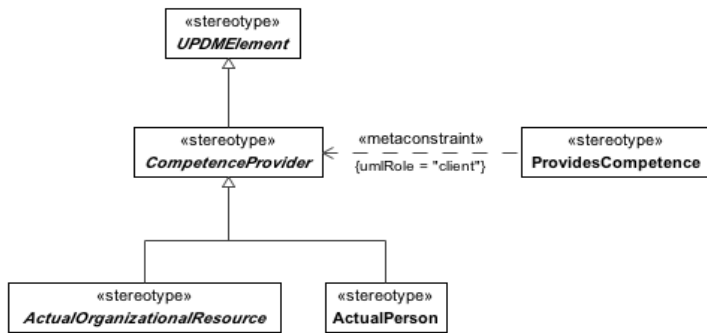 «stereotype»
UPDMElement
«stereotype»
CompetenceProvider
«metaconstraint»
{umlRole = "client"}
«stereotype»
ProvidesCompetence
«stereotype»
ActualOrganizationalResource
«stereotype»
ActualPerson